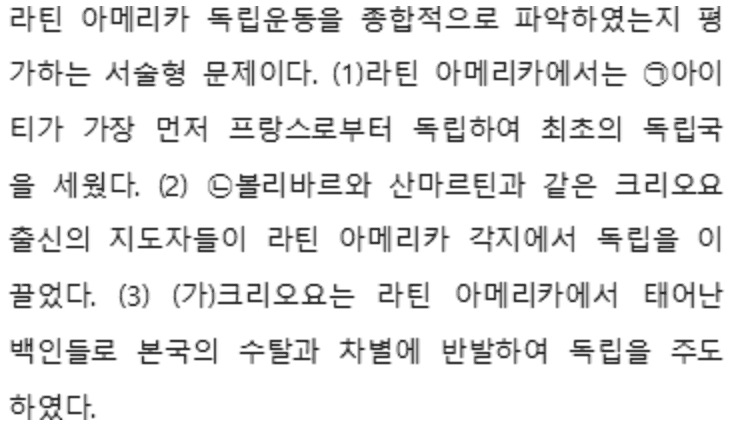 라틴 아메리카 독립운동을 종합적으로 파악하였는지 평
가하는 서술형 문제이다. (1)라틴 아메리카에서는 ㉠아이
티가 가장 먼저 프랑스로부터 독립하여 최초의 독립국
을 세웠다. (2) ㉡볼리바르와 산마르틴과 같은 크리오요
출신의 지도자들이 라틴 아메리카 각지에서 독립을 이
끌었다. (3) (가)크리오요는 라틴 아메리카에서 태어난
백인들로 본국의 수탈과 차별에 반발하여 독립을 주도
하였다.